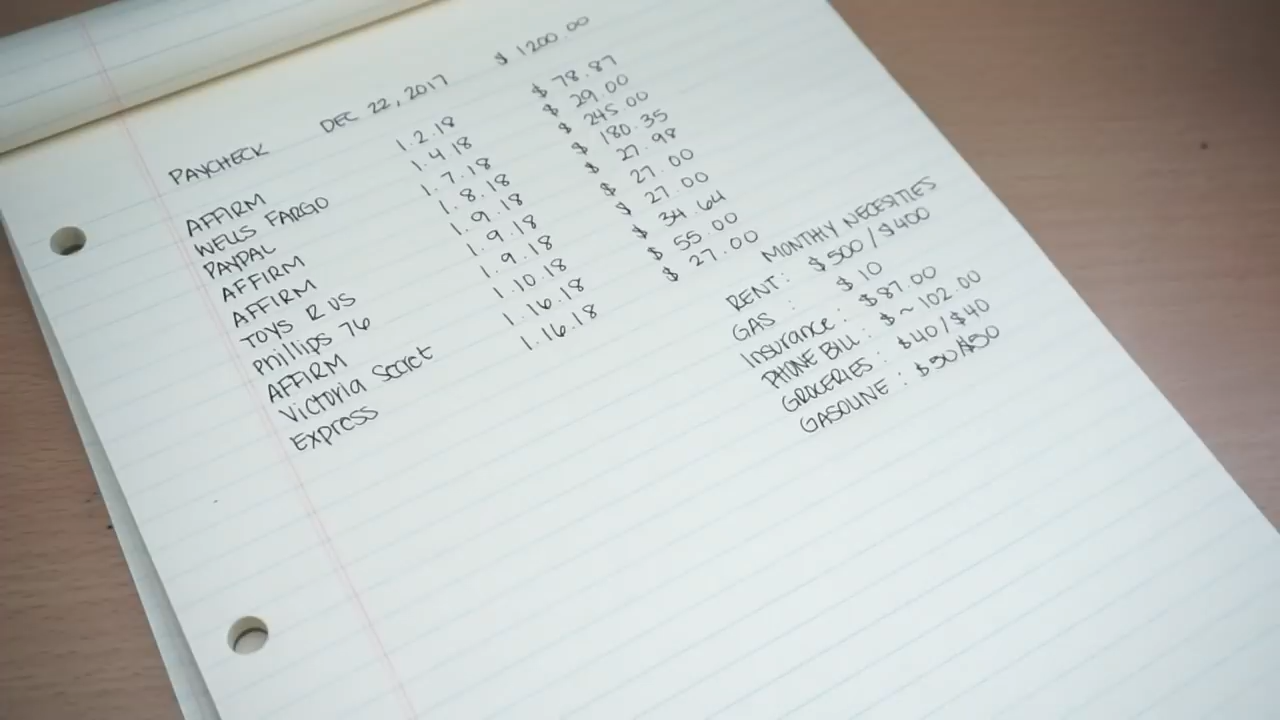 PAYCHECK DEC 22, 2017 $ 1200.00
AFFIRM 1.2.18 $ 78.87
WELLS FARGO 1.4.18 $ 29.00
PAYPAL 1.7.18 $ 245.00
AFFIRM 1.8.18 $ 180.35
AFFIRM 1.9.18 $ 27.98
TOYS R US 1.9.18 $ 27.00
Phillips 76 1.9.18 $ 27.00
AFFIRM 1.10.18 $ 34.64
Victoria Secret 1.16.18 $ 55.00
Express 1.16.18 $ 27.00
MONTHLY NECESITIES
RENT: $500 / $400
GAS : $10
Insurance: $87.00
PHONE BILL: $~102.00
GROCERIES: $40 / $40
GASOLINE: $50/$50